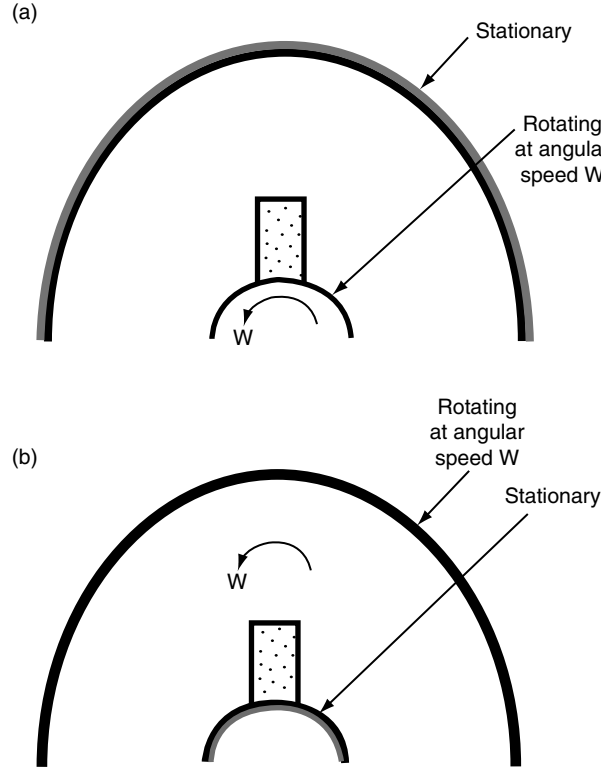 (a)
Stationary
Rotating
at angula
speed W
W
Rotating
at angular
speed W
(b)
Stationary
W